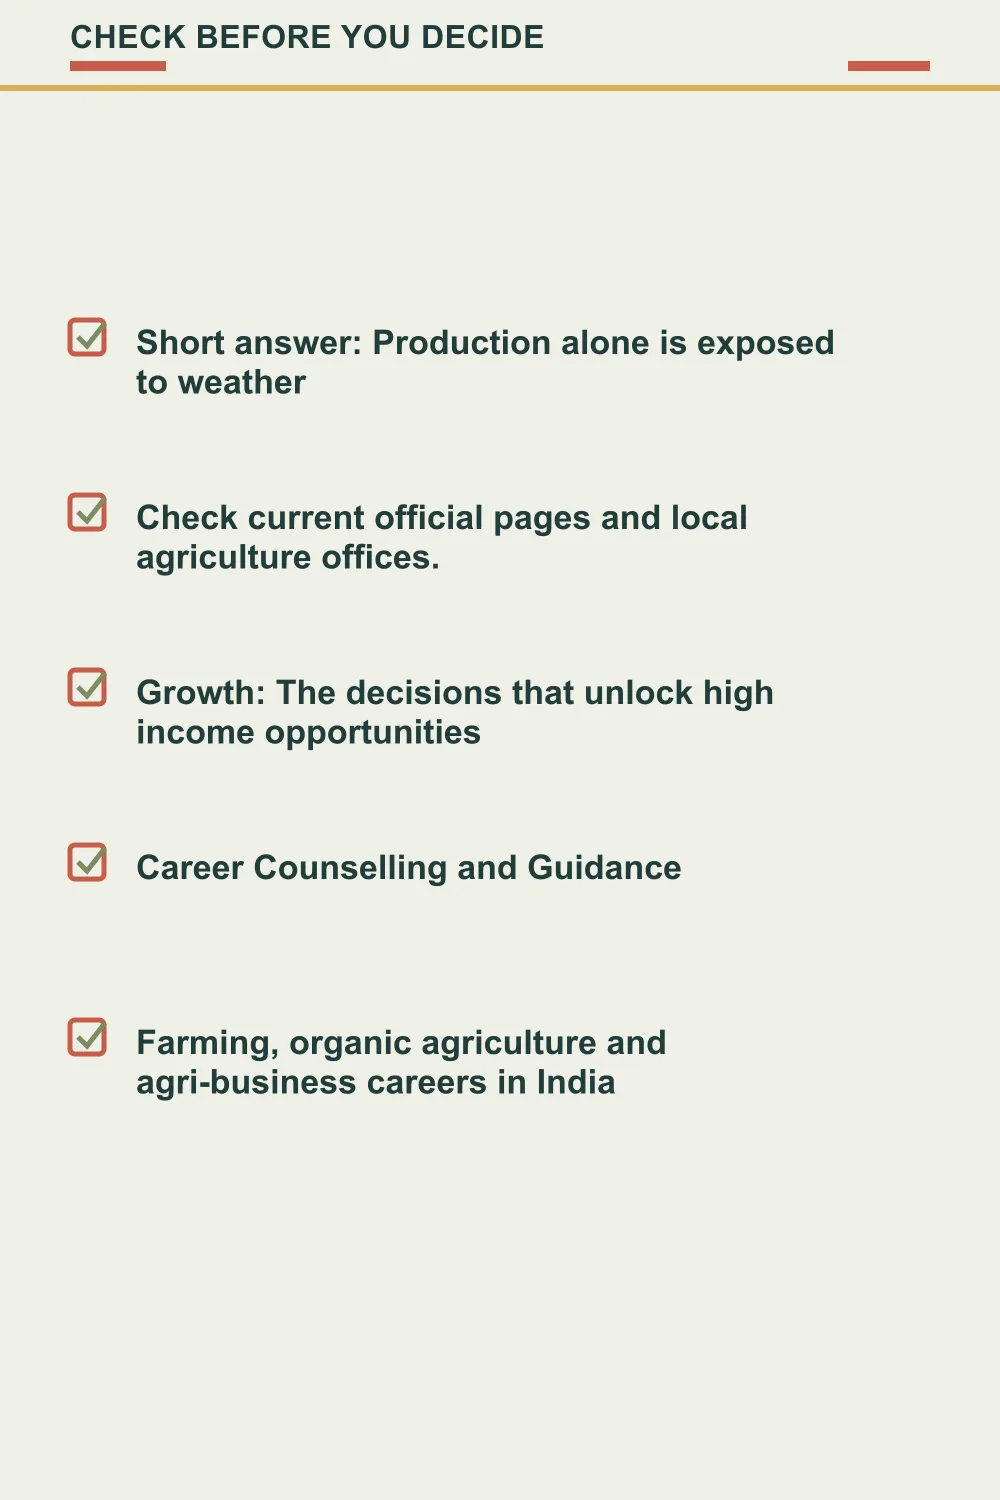 CHECK BEFORE YOU DECIDE
Short answer: Production alone is exposed
to weather
Check current official pages and local
agriculture offices.
Growth: The decisions that unlock high
income opportunities
Career Counselling and Guidance
Farming, organic agriculture and
agri-business careers in India